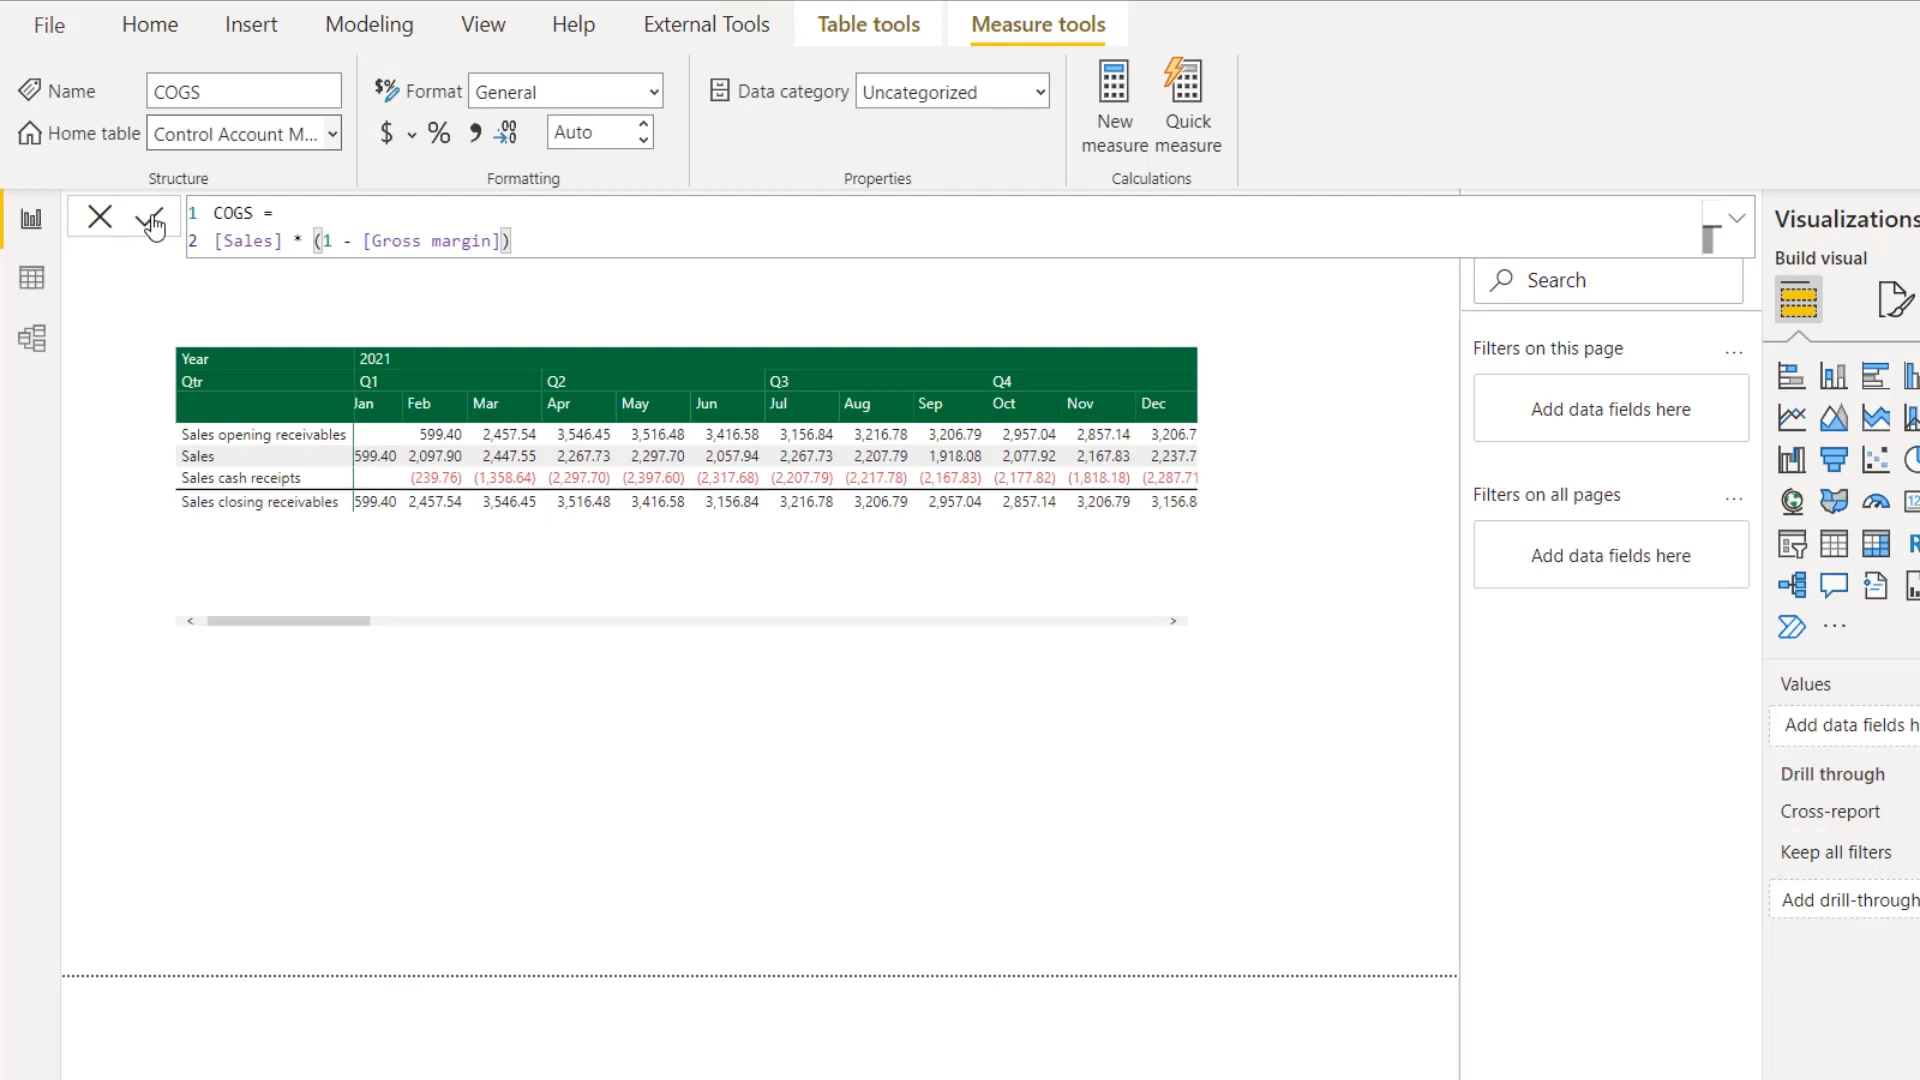 File Home Insert Modeling View Help External Tools Table tools Measure tools
Name COGS
Home table Control Account M...
Structure
$% Format General
$ % 9 .00 Auto
Formatting
Data category Uncategorized
Properties
New measure
Quick measure
Calculations
1 COGS =
2 [Sales] * (1 - [Gross margin])
Search
Filters on this page ...
Add data fields here
Filters on all pages ...
Add data fields here
Year 2021
Qtr Q1 Q2 Q3 Q4
Jan Feb Mar Apr May Jun Jul Aug Sep Oct Nov Dec
Sales opening receivables 599.40 2,457.54 3,546.45 3,516.48 3,416.58 3,156.84 3,216.78 3,206.79 2,957.04 2,857.14 3,206.7
Sales 599.40 2,097.90 2,447.55 2,267.73 2,297.70 2,057.94 2,267.73 2,207.79 1,918.08 2,077.92 2,167.83 2,237.7
Sales cash receipts (239.76) (1,358.64) (2,297.70) (2,397.60) (2,317.68) (2,207.79) (2,217.78) (2,167.83) (2,177.82) (1,818.18) (2,287.71
Sales closing receivables 599.40 2,457.54 3,546.45 3,516.48 3,416.58 3,156.84 3,216.78 3,206.79 2,957.04 2,857.14 3,206.79 3,156.8
Visualizations
Build visual
123
R
...
Values
Add data fields h
Drill through
Cross-report
Keep all filters
Add drill-through